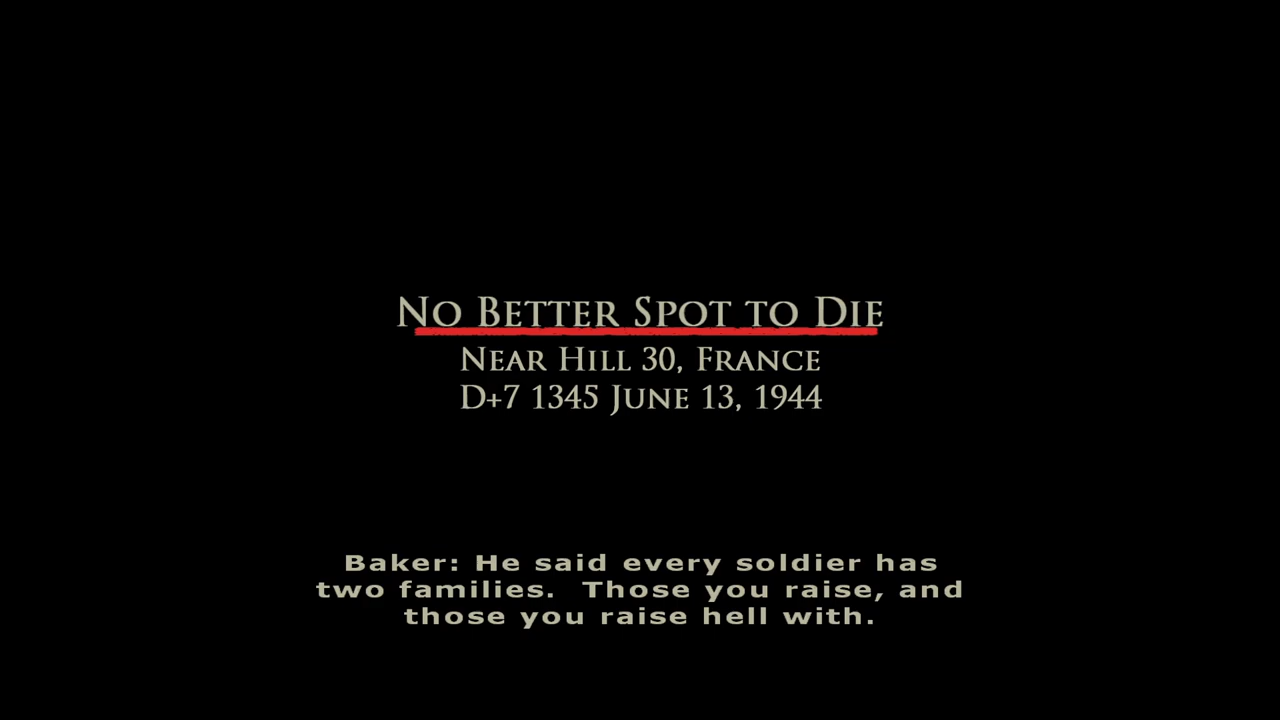 No Better Spot to Die
Near Hill 30, France
D+7 1345 June 13, 1944
Baker: He said every soldier has
two families.  Those you raise, and
those you raise hell with.